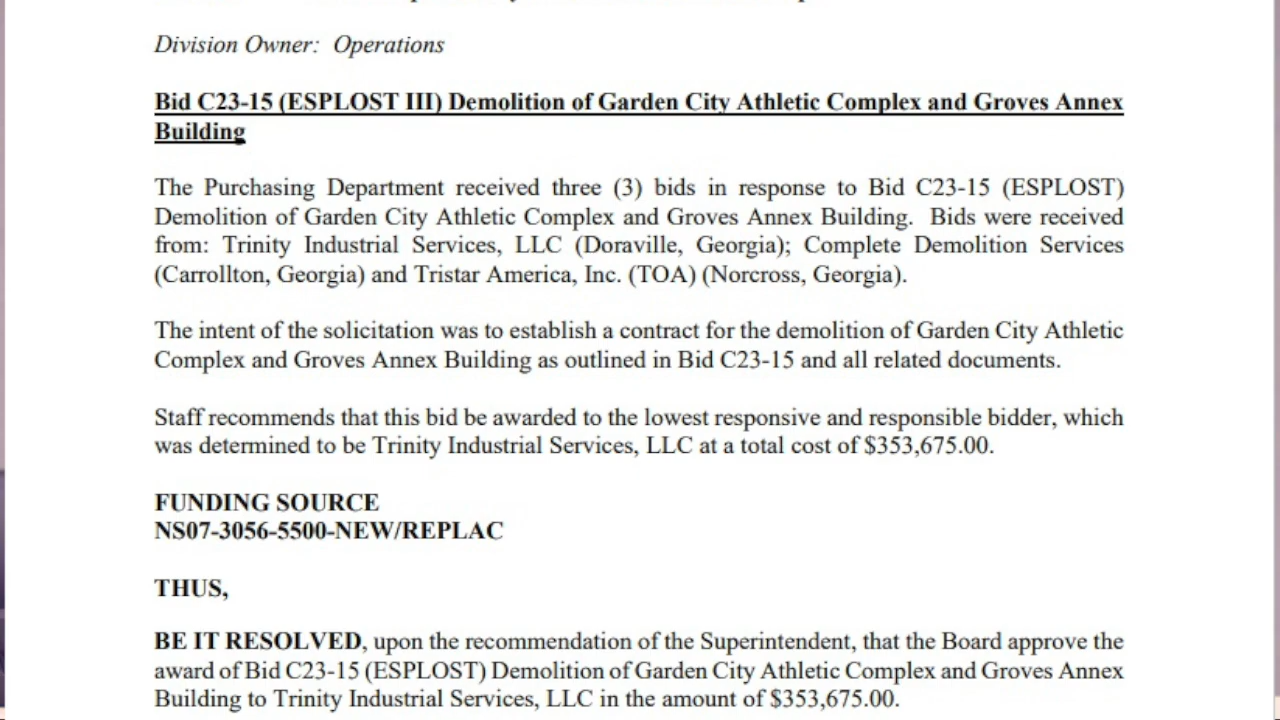 Division Owner: Operations
Bid C23-15 (ESPLOST III) Demolition of Garden City Athletic Complex and Groves Annex
Building
The Purchasing Department received three (3) bids in response to Bid C23-15 (ESPLOST)
Demolition of Garden City Athletic Complex and Groves Annex Building. Bids were received
from: Trinity Industrial Services, LLC (Doraville, Georgia); Complete Demolition Services
(Carrollton, Georgia) and Tristar America, Inc. (TOA) (Norcross, Georgia).
The intent of the solicitation was to establish a contract for the demolition of Garden City Athletic
Complex and Groves Annex Building as outlined in Bid C23-15 and all related documents.
Staff recommends that this bid be awarded to the lowest responsive and responsible bidder, which
was determined to be Trinity Industrial Services, LLC at a total cost of $353,675.00.
FUNDING SOURCE
NS07-3056-5500-NEW/REPLAC
THUS,
BE IT RESOLVED, upon the recommendation of the Superintendent, that the Board approve the
award of Bid C23-15 (ESPLOST) Demolition of Garden City Athletic Complex and Groves Annex
Building to Trinity Industrial Services, LLC in the amount of $353,675.00.